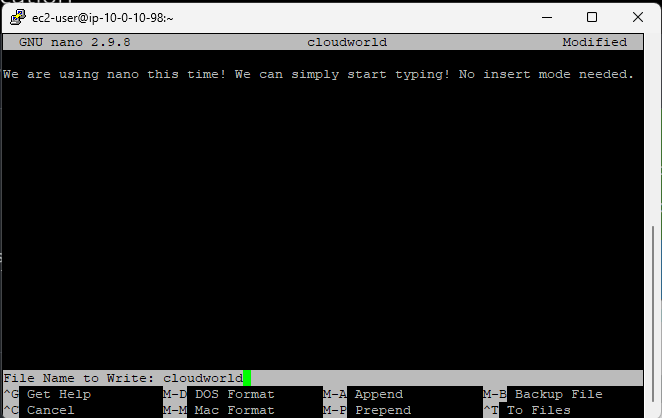 ec2-user@ip-10-0-10-98:~
GNU nano 2.9.8 cloudworld Modified
We are using nano this time! We can simply start typing! No insert mode needed.
File Name to Write: cloudworld
^G Get Help M-D DOS Format M-A Append M-B Backup File
^C Cancel M-M Mac Format M-P Prepend ^T To Files